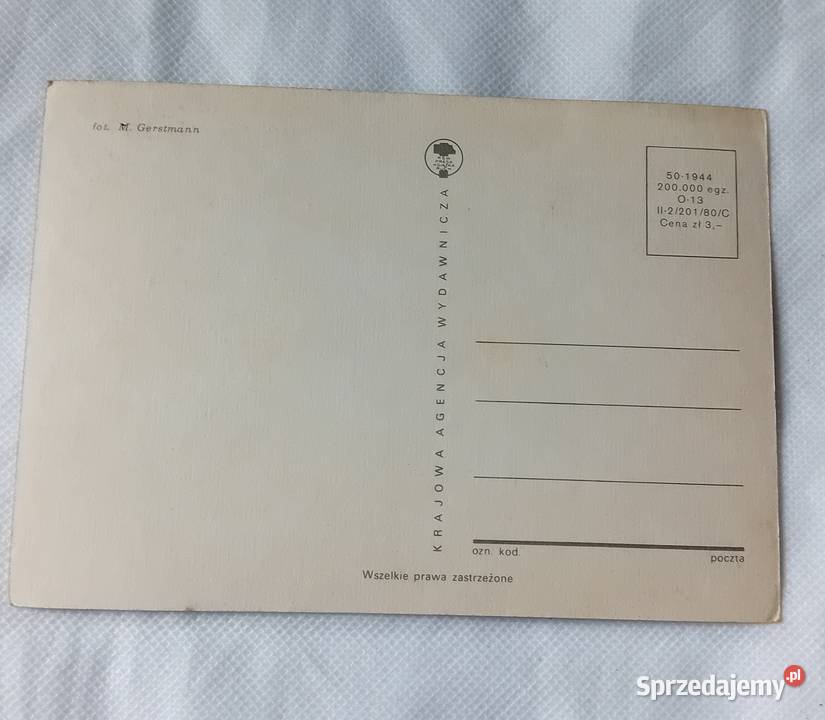 fot. M. Gerstmann
50-1944
200.000 egz.
O-13
II-2/201/80/C
Cena zł 3,–
KRAJOWA AGENCJA WYDAWNICZA
ozn. kod.
poczta
Wszelkie prawa zastrzeżone
Sprzedajemy.pl